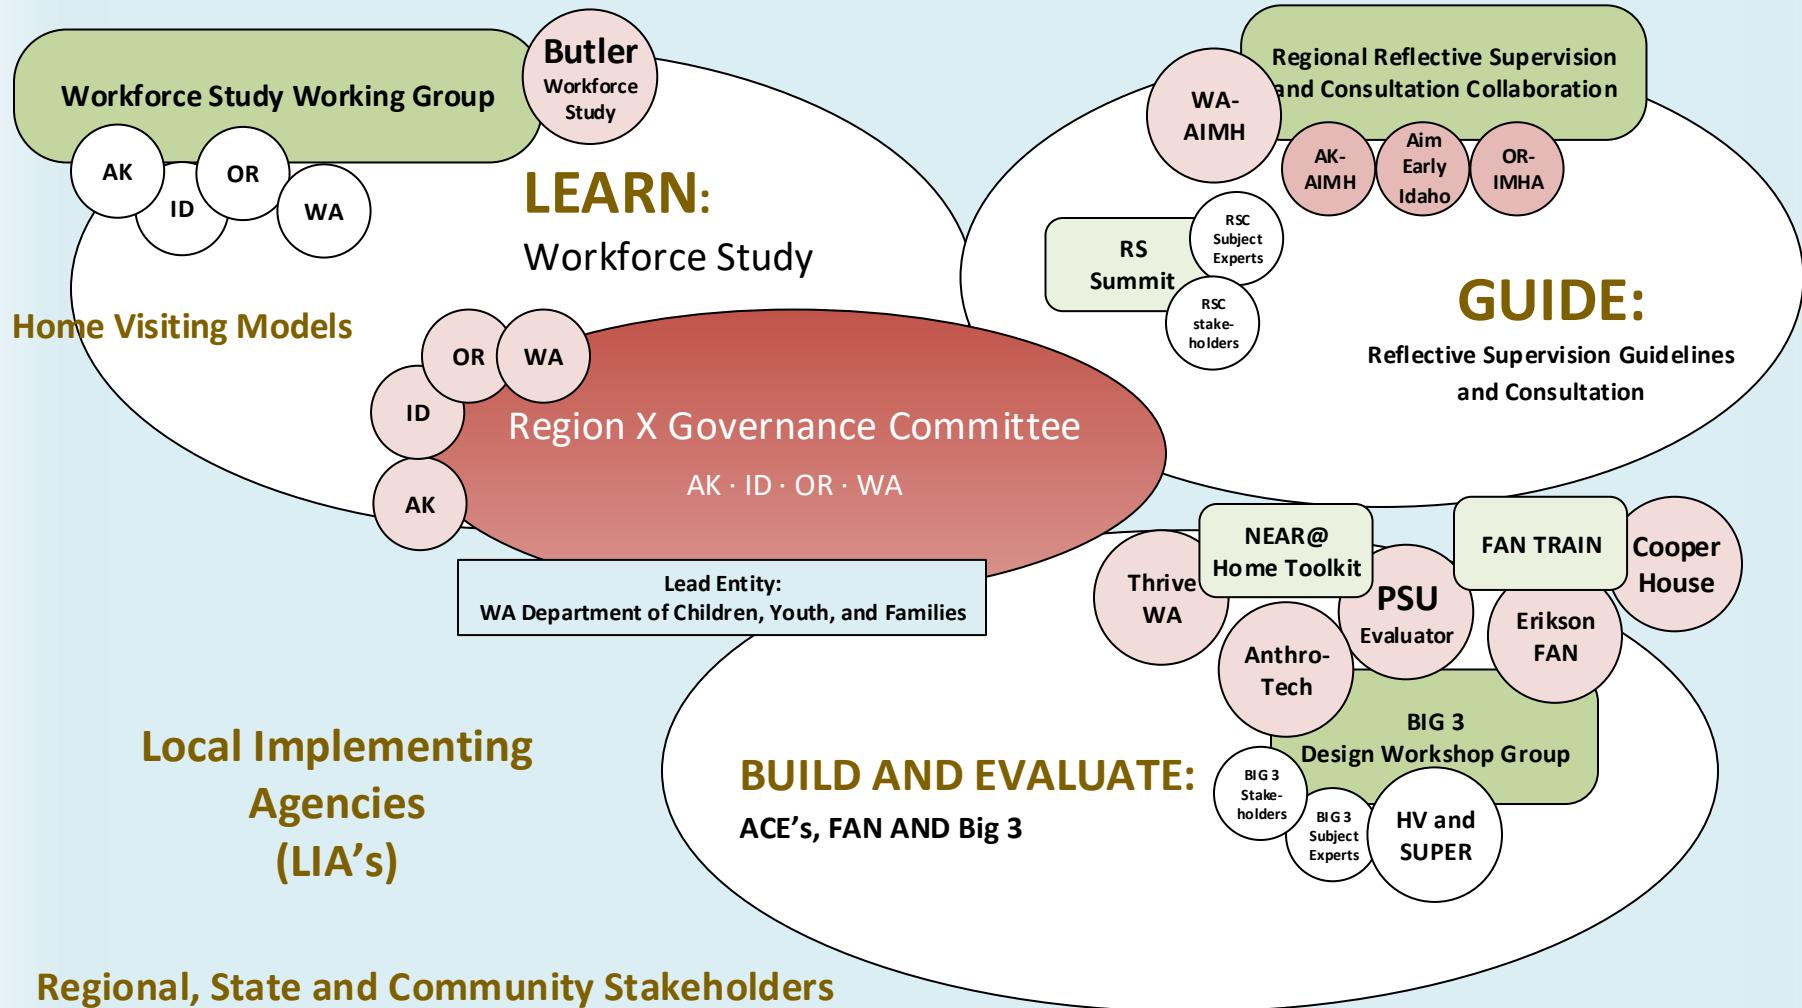 Workforce Study Working Group
Butler
Workforce
Study
AK
ID
OR
WA
LEARN:
Workforce Study
Home Visiting Models
Regional Reflective Supervision
and Consultation Collaboration
WA-
AIMH
AK-
AIMH
Aim
Early
Idaho
OR-
IMHA
RS
Summit
RSC
Subject
Experts
RSC
stake-
holders
GUIDE:
Reflective Supervision Guidelines
and Consultation
OR
WA
ID
AK
Region X Governance Committee
AK · ID · OR · WA
Lead Entity:
WA Department of Children, Youth, and Families
Thrive
WA
NEAR@
Home Toolkit
PSU
Evaluator
FAN TRAIN
Cooper
House
Erikson
FAN
Anthro-
Tech
BIG 3
Design Workshop Group
BUILD AND EVALUATE:
ACE's, FAN AND Big 3
BIG 3
Stake-
holders
BIG 3
Subject
Experts
HV and
SUPER
Local Implementing
Agencies
(LIA's)
Regional, State and Community Stakeholders